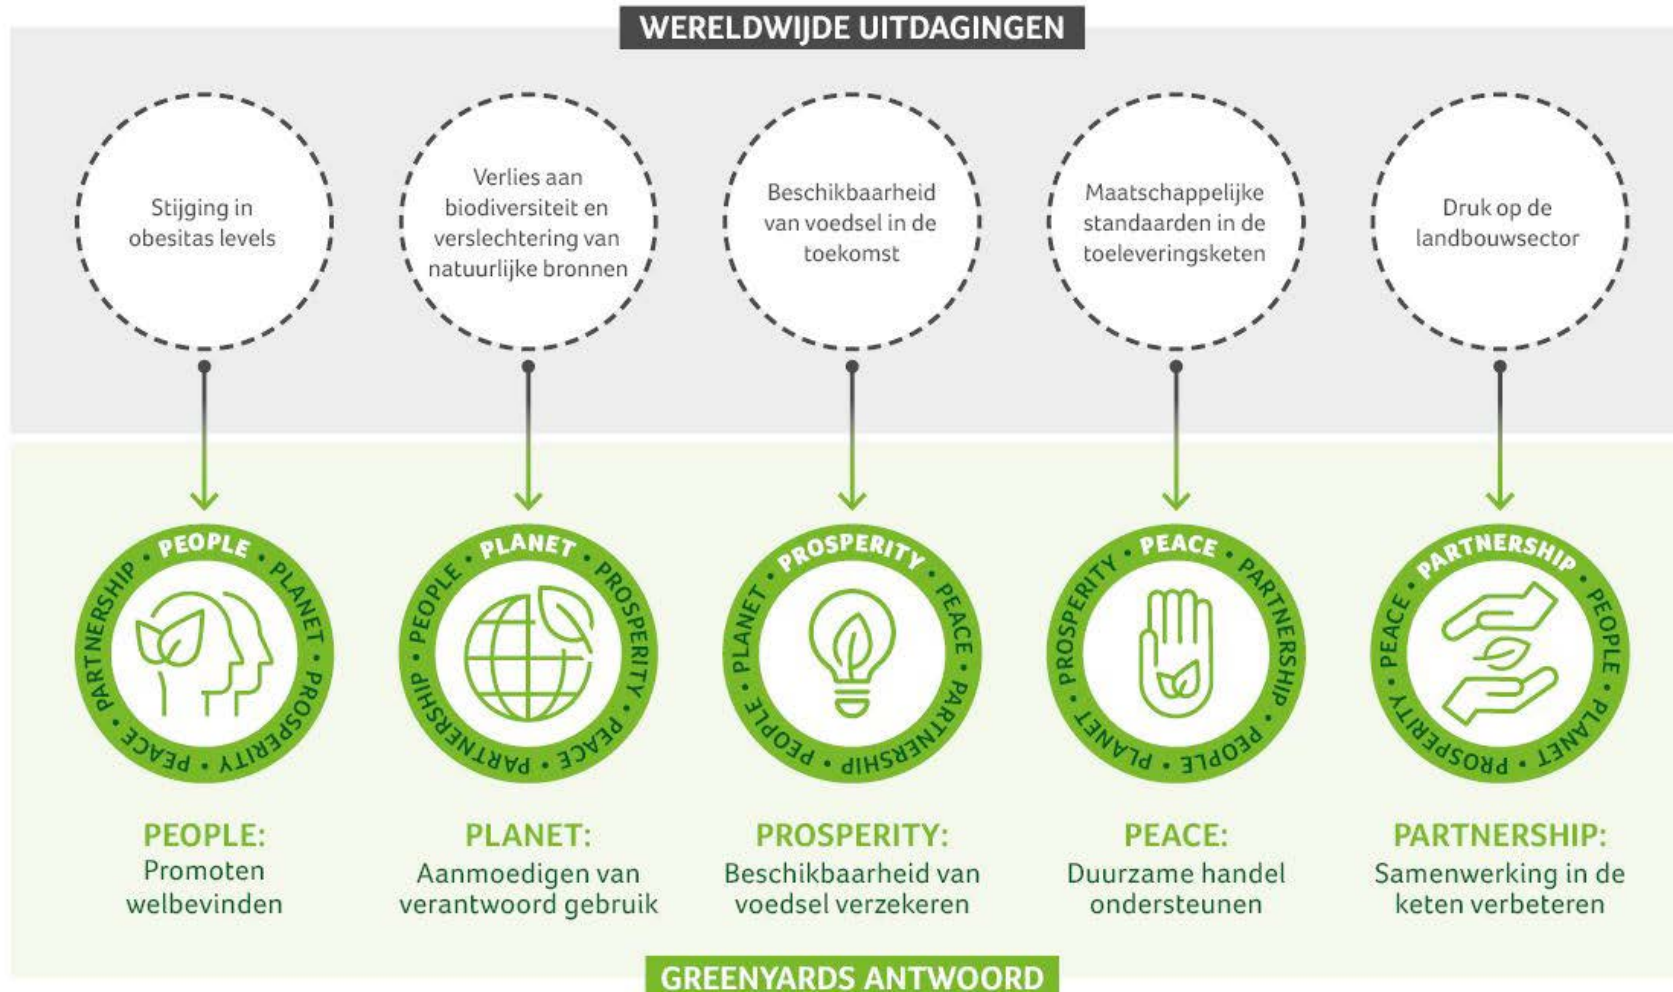 WERELDWIJDE UITDAGINGEN
Stijging in
obesitas levels
Verlies aan
biodiversiteit en
verslechtering van
natuurlijke bronnen
Beschikbaarheid
van voedsel in de
toekomst
Maatschappelijke
standaarden in de
toeleveringsketen
Druk op de
landbouwsector
PEOPLE • PLANET • PROSPERITY • PEACE • PARTNERSHIP •
PLANET • PROSPERITY • PEACE • PARTNERSHIP • PEOPLE •
PROSPERITY • PEACE • PARTNERSHIP • PEOPLE • PLANET •
PEACE • PARTNERSHIP • PEOPLE • PLANET • PROSPERITY •
PARTNERSHIP • PEOPLE • PLANET • PROSPERITY • PEACE •
PEOPLE:
Promoten
welbevinden
PLANET:
Aanmoedigen van
verantwoord gebruik
PROSPERITY:
Beschikbaarheid van
voedsel verzekeren
PEACE:
Duurzame handel
ondersteunen
PARTNERSHIP:
Samenwerking in de
keten verbeteren
GREENYARDS ANTWOORD